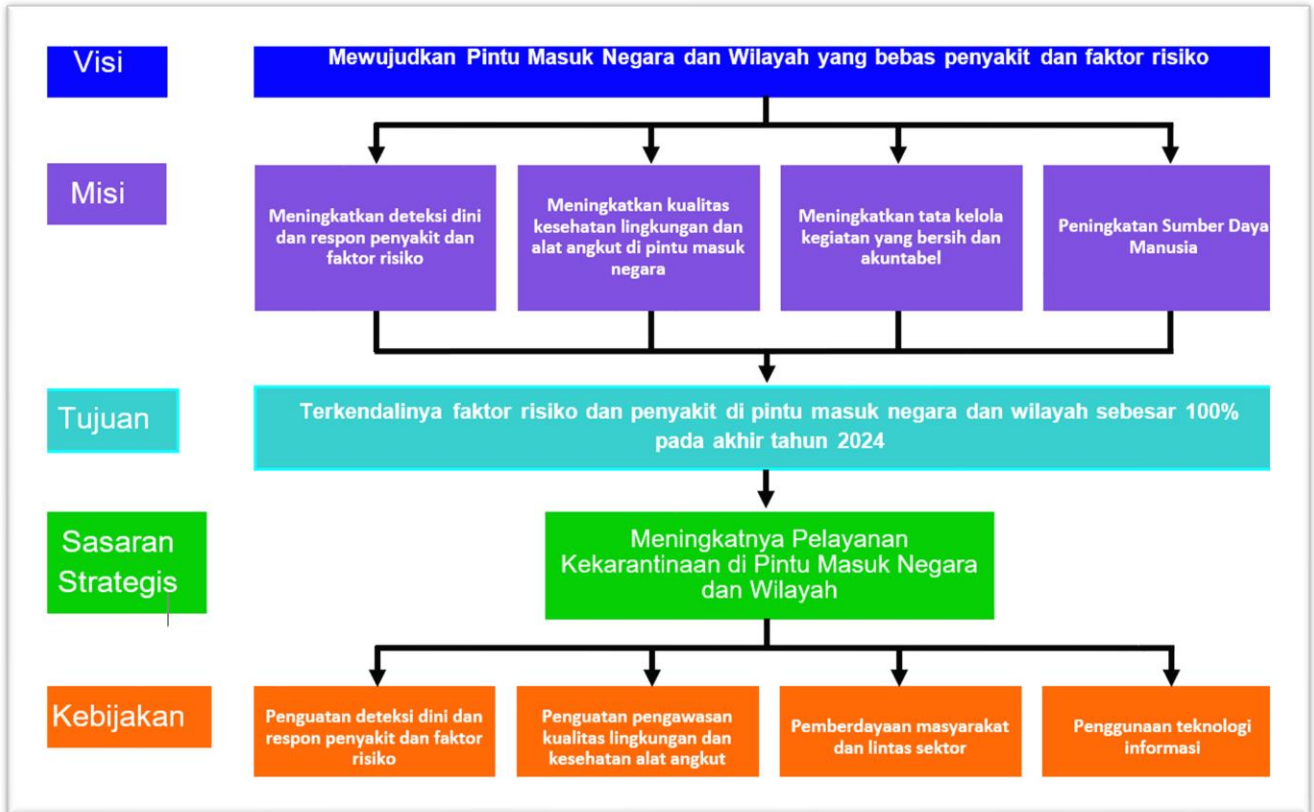 Visi
Mewujudkan Pintu Masuk Negara dan Wilayah yang bebas penyakit dan faktor risiko
Misi
Meningkatkan deteksi dini
dan respon penyakit dan
faktor risiko
Meningkatkan kualitas
kesehatan lingkungan dan
alat angkut di pintu masuk
negara
Meningkatkan tata kelola
kegiatan yang bersih dan
akuntabel
Peningkatan Sumber Daya
Manusia
Tujuan
Terkendalinya faktor risiko dan penyakit di pintu masuk negara dan wilayah sebesar 100%
pada akhir tahun 2024
Sasaran
Strategis
Meningkatnya Pelayanan
Kekarantinaan di Pintu Masuk Negara
dan Wilayah
Kebijakan
Penguatan deteksi dini dan
respon penyakit dan faktor
risiko
Penguatan pengawasan
kualitas lingkungan dan
kesehatan alat angkut
Pemberdayaan masyarakat
dan lintas sektor
Penggunaan teknologi
informasi